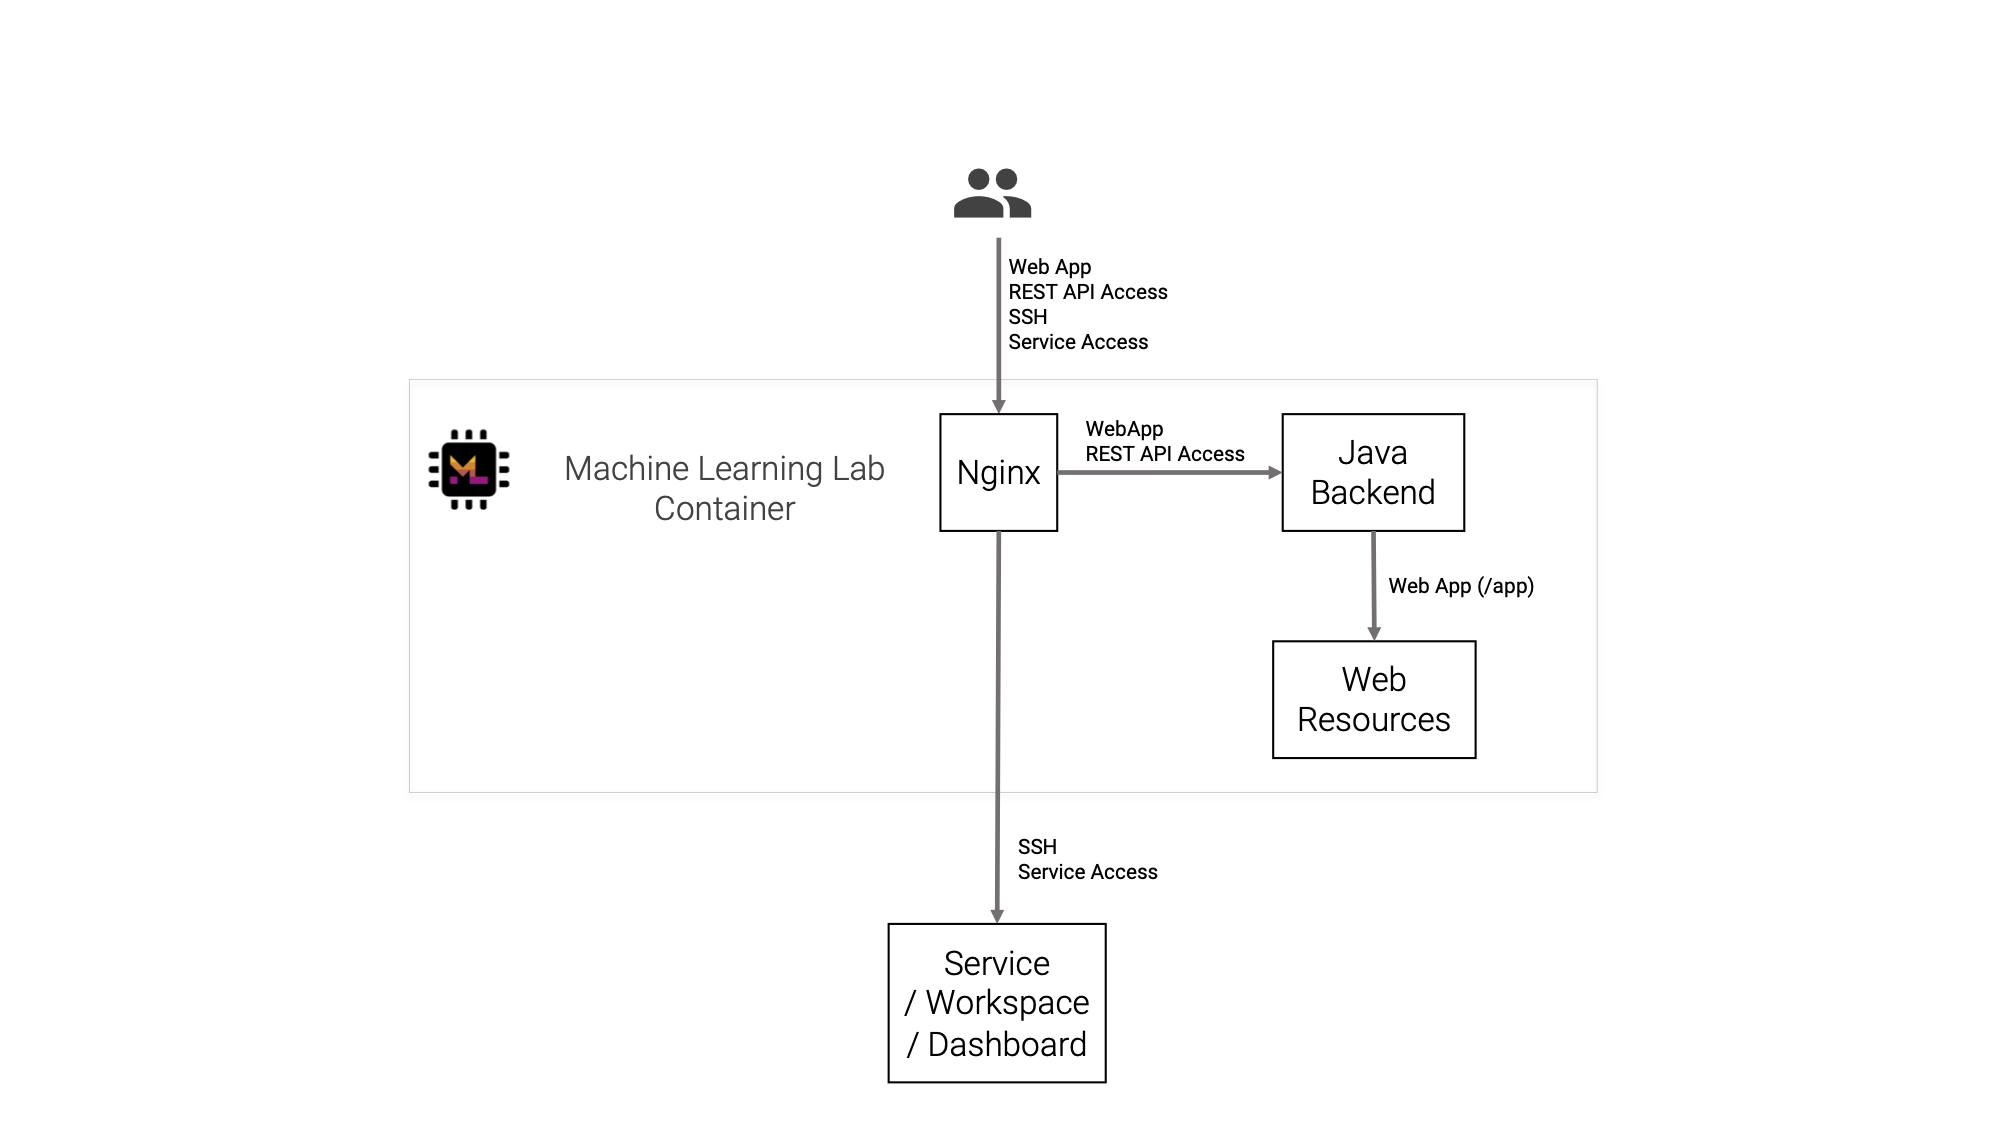 Web App
REST API Access
SSH
Service Access
Machine Learning Lab
Container
Nginx
WebApp
REST API Access
Java
Backend
Web App (/app)
Web
Resources
SSH
Service Access
Service
/ Workspace
/ Dashboard